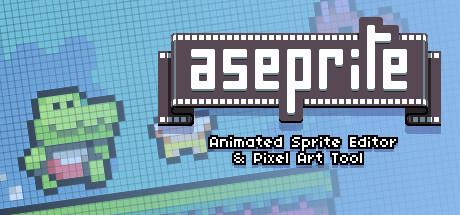 aseprite
Animated Sprite Editor
& Pixel Art Tool